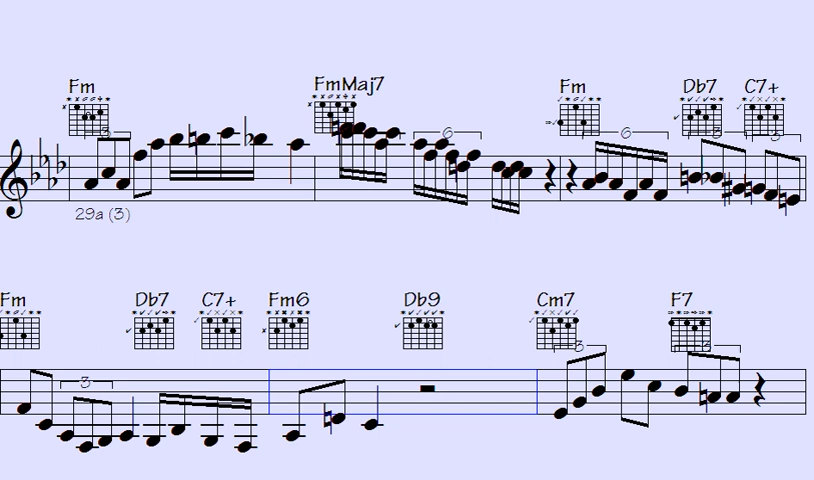 Fm FmMaj7 Fm Db7 C7+
3 6 6 3 3
29a (3)
Fm Db7 C7+ Fm6 Db9 Cm7 F7
3 3 3